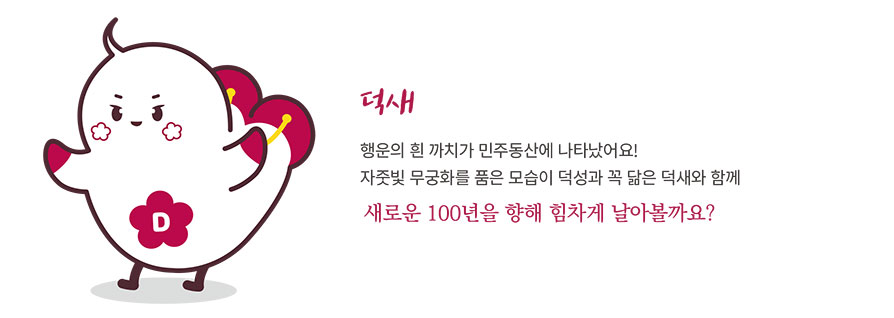 덕새
행운의 흰 까치가 민주동산에 나타났어요!
자줏빛 무궁화를 품은 모습이 덕성과 꼭 닮은 덕새와 함께
새로운 100년을 향해 힘차게 날아볼까요?
D